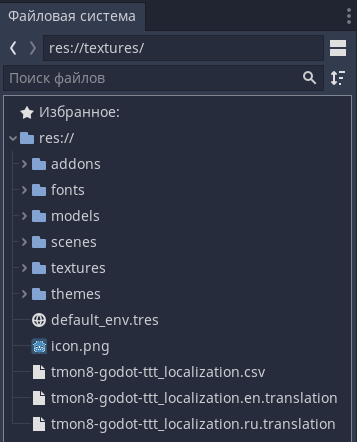 Файловая система
res://textures/
Поиск файлов
Избранное:
res://
addons
fonts
models
scenes
textures
themes
default_env.tres
icon.png
tmon8-godot-ttt_localization.csv
tmon8-godot-ttt_localization.en.translation
tmon8-godot-ttt_localization.ru.translation